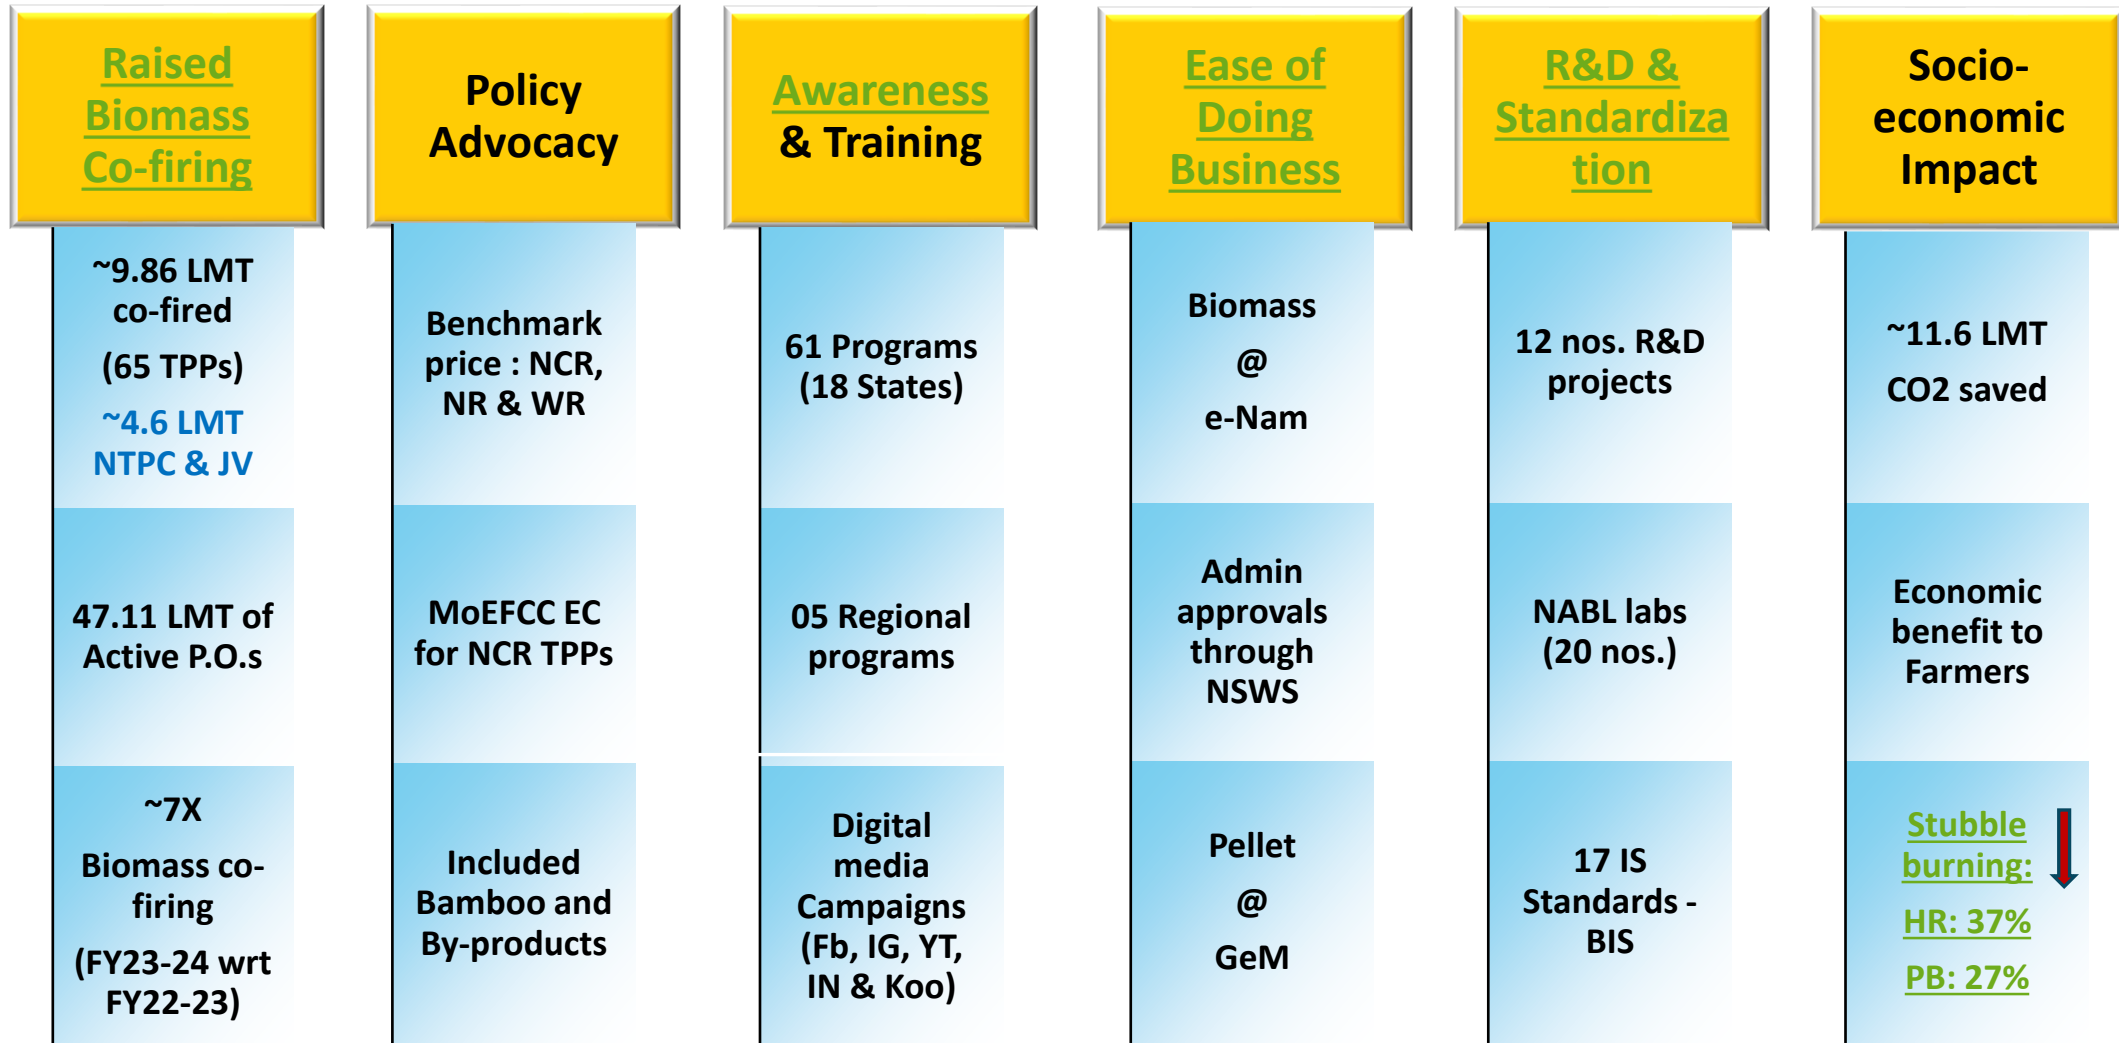 Raised
Biomass
Co-firing
~9.86 LMT
co-fired
(65 TPPs)
~4.6 LMT
NTPC & JV
47.11 LMT of
Active P.O.s
~7X
Biomass co-
firing
(FY23-24 wrt
FY22-23)
Policy
Advocacy
Benchmark
price : NCR,
NR & WR
MoEFCC EC
for NCR TPPs
Included
Bamboo and
By-products
Awareness
& Training
61 Programs
(18 States)
05 Regional
programs
Digital
media
Campaigns
(Fb, IG, YT,
IN & Koo)
Ease of
Doing
Business
Biomass
@
e-Nam
Admin
approvals
through
NSWS
Pellet
@
GeM
R&D &
Standardiza
tion
12 nos. R&D
projects
NABL labs
(20 nos.)
17 IS
Standards -
BIS
Socio-
economic
Impact
~11.6 LMT
CO2 saved
Economic
benefit to
Farmers
Stubble
burning:
HR: 37%
PB: 27%